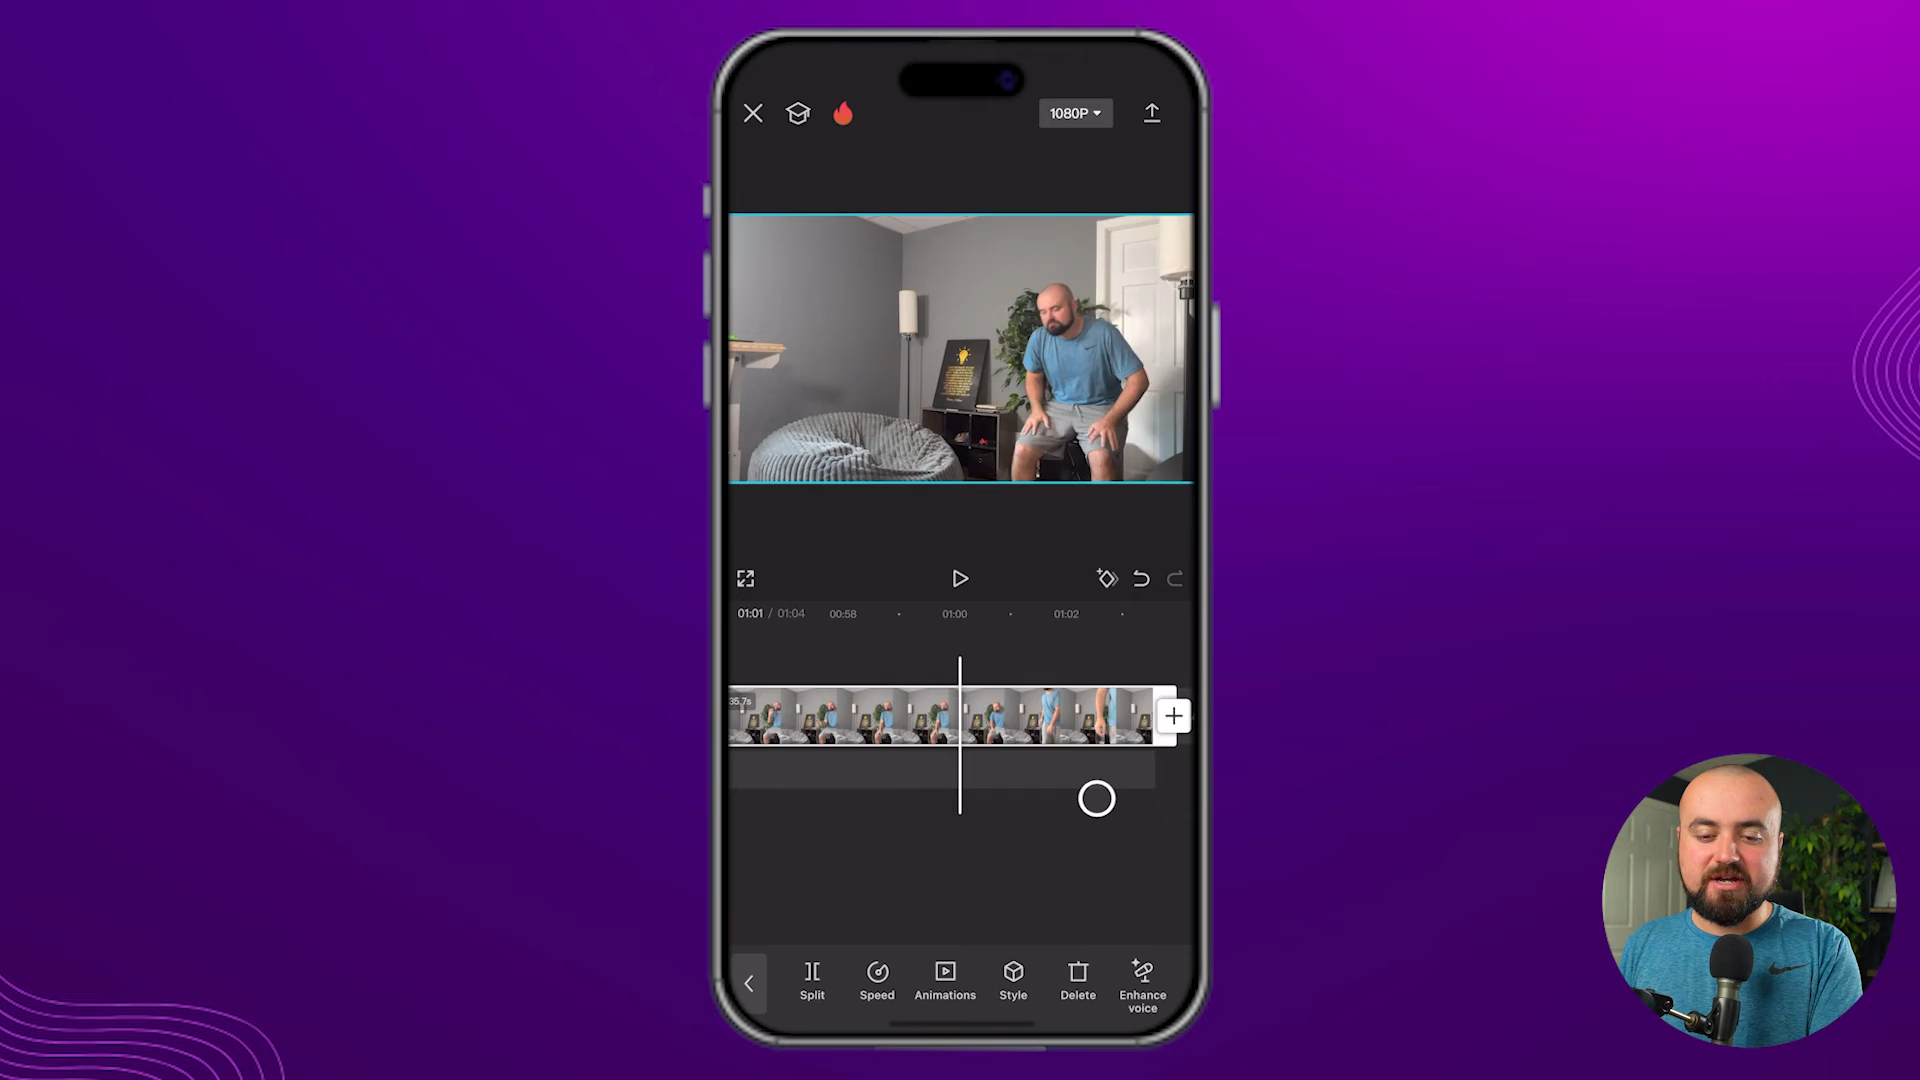 1080P
01:01 / 01:04 00:58 01:00 01:02
35.7s
Split
Speed
Animations
Style
Delete
Enhance
voice